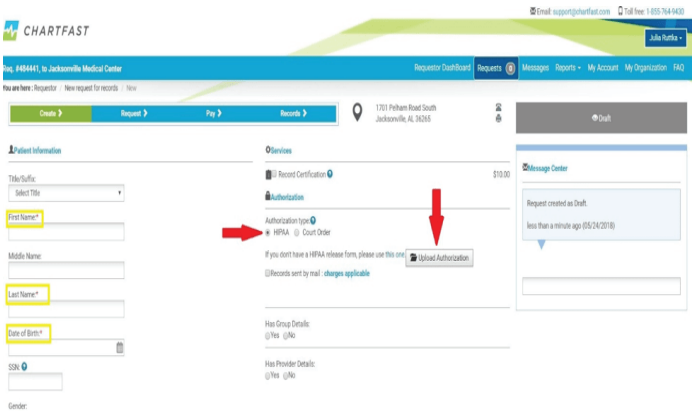 Email: support@chartfast.com Toll free: 1-855-764-9400
CHARTFAST
Julia Ruttka
Req. #484441, to Jacksonville Medical Center
Requestor DashBoard Requests 0 Messages Reports My Account My Organization FAQ
You are here : Requestor / New request for records / New
Create Request Pay Records
1701 Pelham Road South
Jacksonville, AL 36265
Draft
Patient Information
Title/Suffix:
Select Title
First Name:*
Middle Name:
Last Name:*
Date of Birth:*
SSN:
Gender:
Services
Record Certification $10.00
Authorization
Authorization type:
HIPAA Court Order
If you don't have a HIPAA release form, please use this one Upload Authorization
Records sent by mail : charges applicable
Has Group Details:
Yes No
Has Provider Details:
Yes No
Message Center
Request created as Draft.
less than a minute ago (05/24/2018)